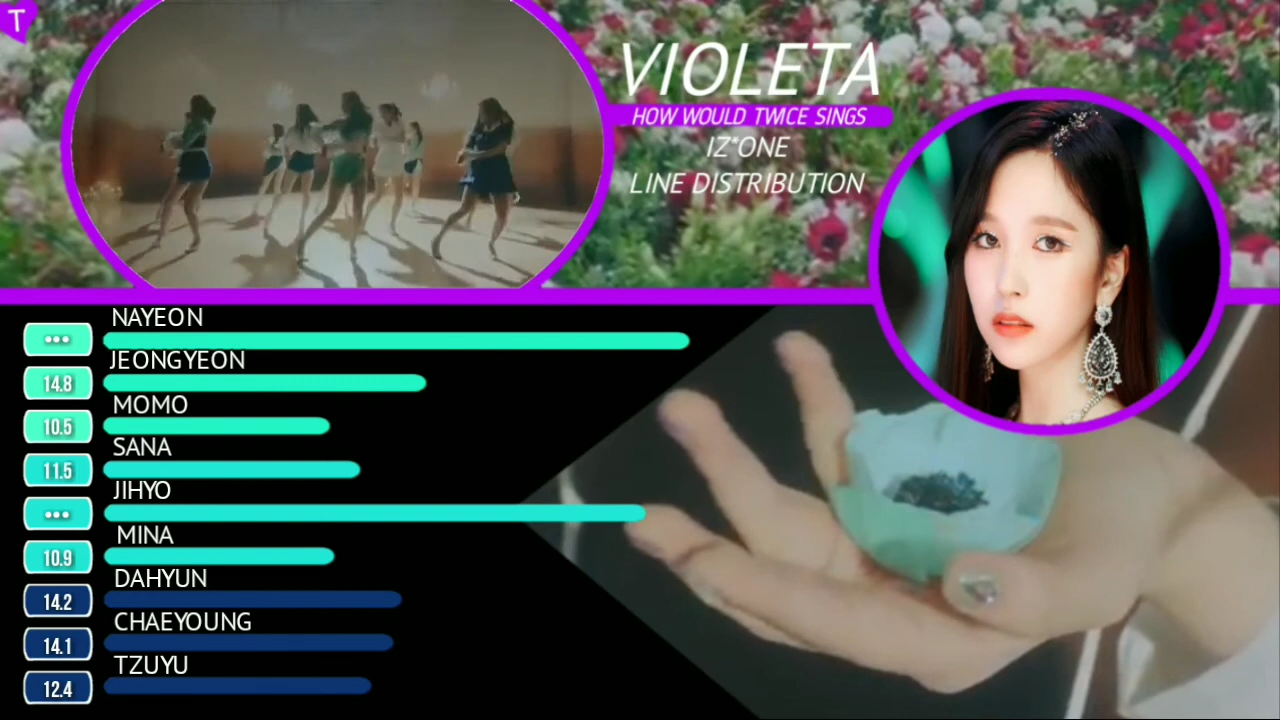 T
VIOLETA
HOW WOULD TWICE SINGS
IZ*ONE
LINE DISTRIBUTION
NAYEON
•••
JEONGYEON
14.8
MOMO
10.5
SANA
11.5
JIHYO
•••
MINA
10.9
DAHYUN
14.2
CHAEYOUNG
14.1
TZUYU
12.4